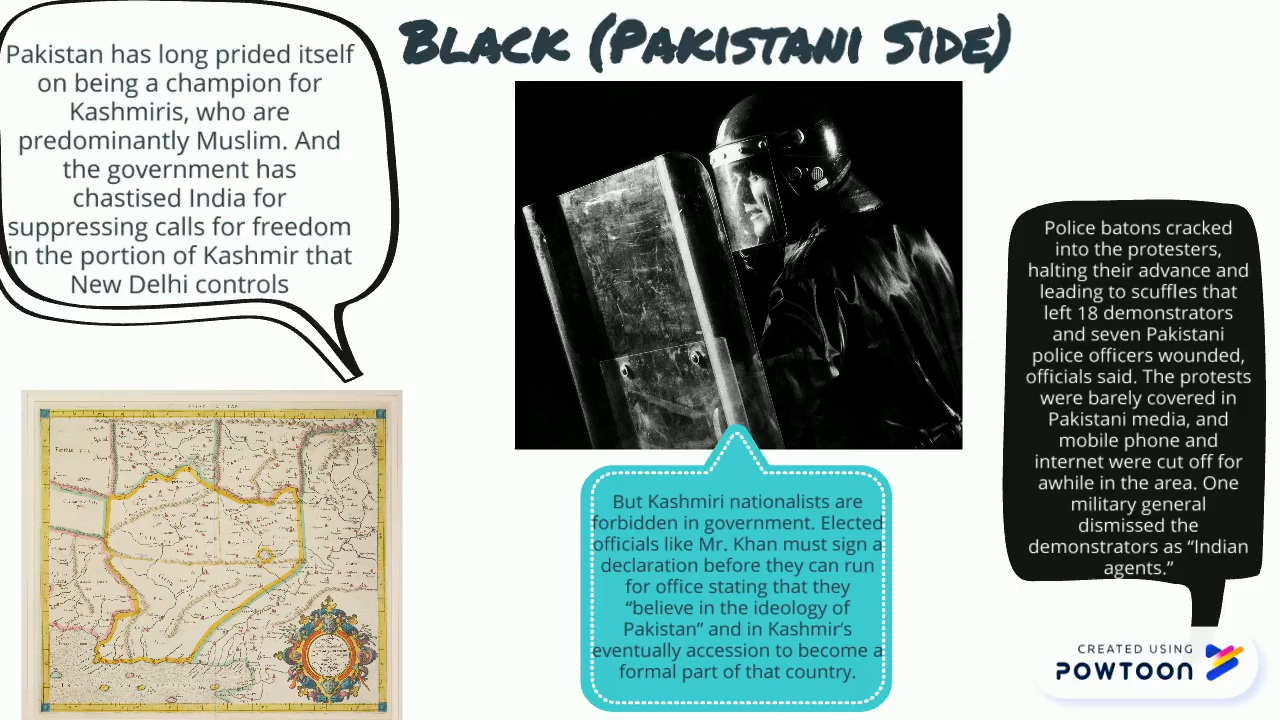 Black (Pakistani Side)
Pakistan has long prided itself
on being a champion for
Kashmiris, who are
predominantly Muslim. And
the government has
chastised India for
suppressing calls for freedom
in the portion of Kashmir that
New Delhi controls
But Kashmiri nationalists are
forbidden in government. Elected
officials like Mr. Khan must sign a
declaration before they can run
for office stating that they
“believe in the ideology of
Pakistan” and in Kashmir’s
eventually accession to become a
formal part of that country.
Police batons cracked
into the protesters,
halting their advance and
leading to scuffles that
left 18 demonstrators
and seven Pakistani
police officers wounded,
officials said. The protests
were barely covered in
Pakistani media, and
mobile phone and
internet were cut off for
awhile in the area. One
military general
dismissed the
demonstrators as “Indian
agents.”
CREATED USING
POWTOON